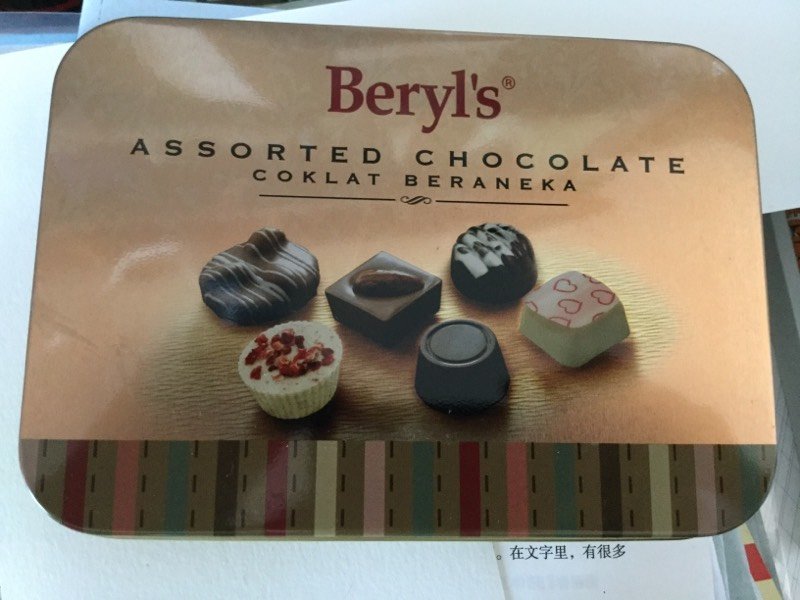 Beryl's®
ASSORTED CHOCOLATE
COKLAT BERANEKA
。在文字里，有很多